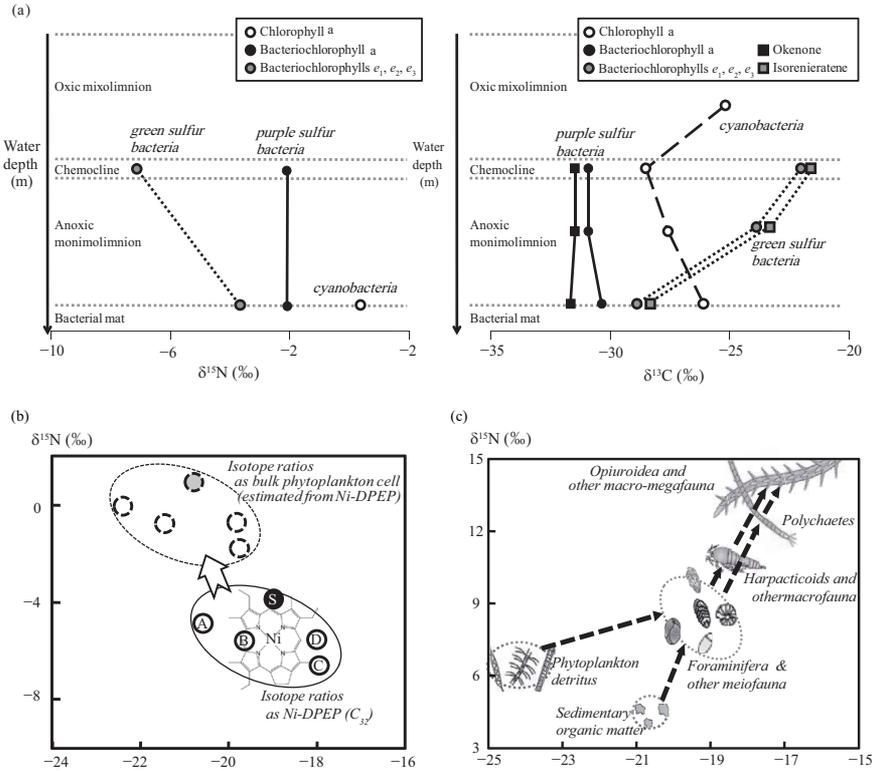 (a)
Chlorophyll a
Bacteriochlorophyll a
Bacteriochlorophylls e1, e2, e3
Oxic mixolimnion
green sulfur
bacteria
purple sulfur
bacteria
Water
depth
(m)
Chemocline
Anoxic
monimolimnion
cyanobacteria
Bacterial mat
−10
−6
−2
−2
δ15N (‰)
Chlorophyll a
Bacteriochlorophyll a
Okenone
Bacteriochlorophylls e1, e2, e3
Isorenieratene
Oxic mixolimnion
cyanobacteria
purple sulfur
bacteria
Water
depth
(m)
Chemocline
Anoxic
monimolimnion
green sulfur
bacteria
Bacterial mat
−35
−30
−25
−20
δ13C (‰)
(b)
δ15N (‰)
Isotope ratios
as bulk phytoplankton cell
(estimated from Ni-DPEP)
0
−4
−8
S
A
B
Ni
N
N
N
N
D
C
Isotope ratios
as Ni-DPEP (C32)
−24
−22
−20
−18
−16
(c)
δ15N (‰)
15
12
9
6
3
Opiuroidea and
other macro-megafauna
Polychaetes
Harpacticoids and
othermacrofauna
Phytoplankton
detritus
Foraminifera &
other meiofauna
Sedimentary
organic matter
−25
−23
−21
−19
−17
−15